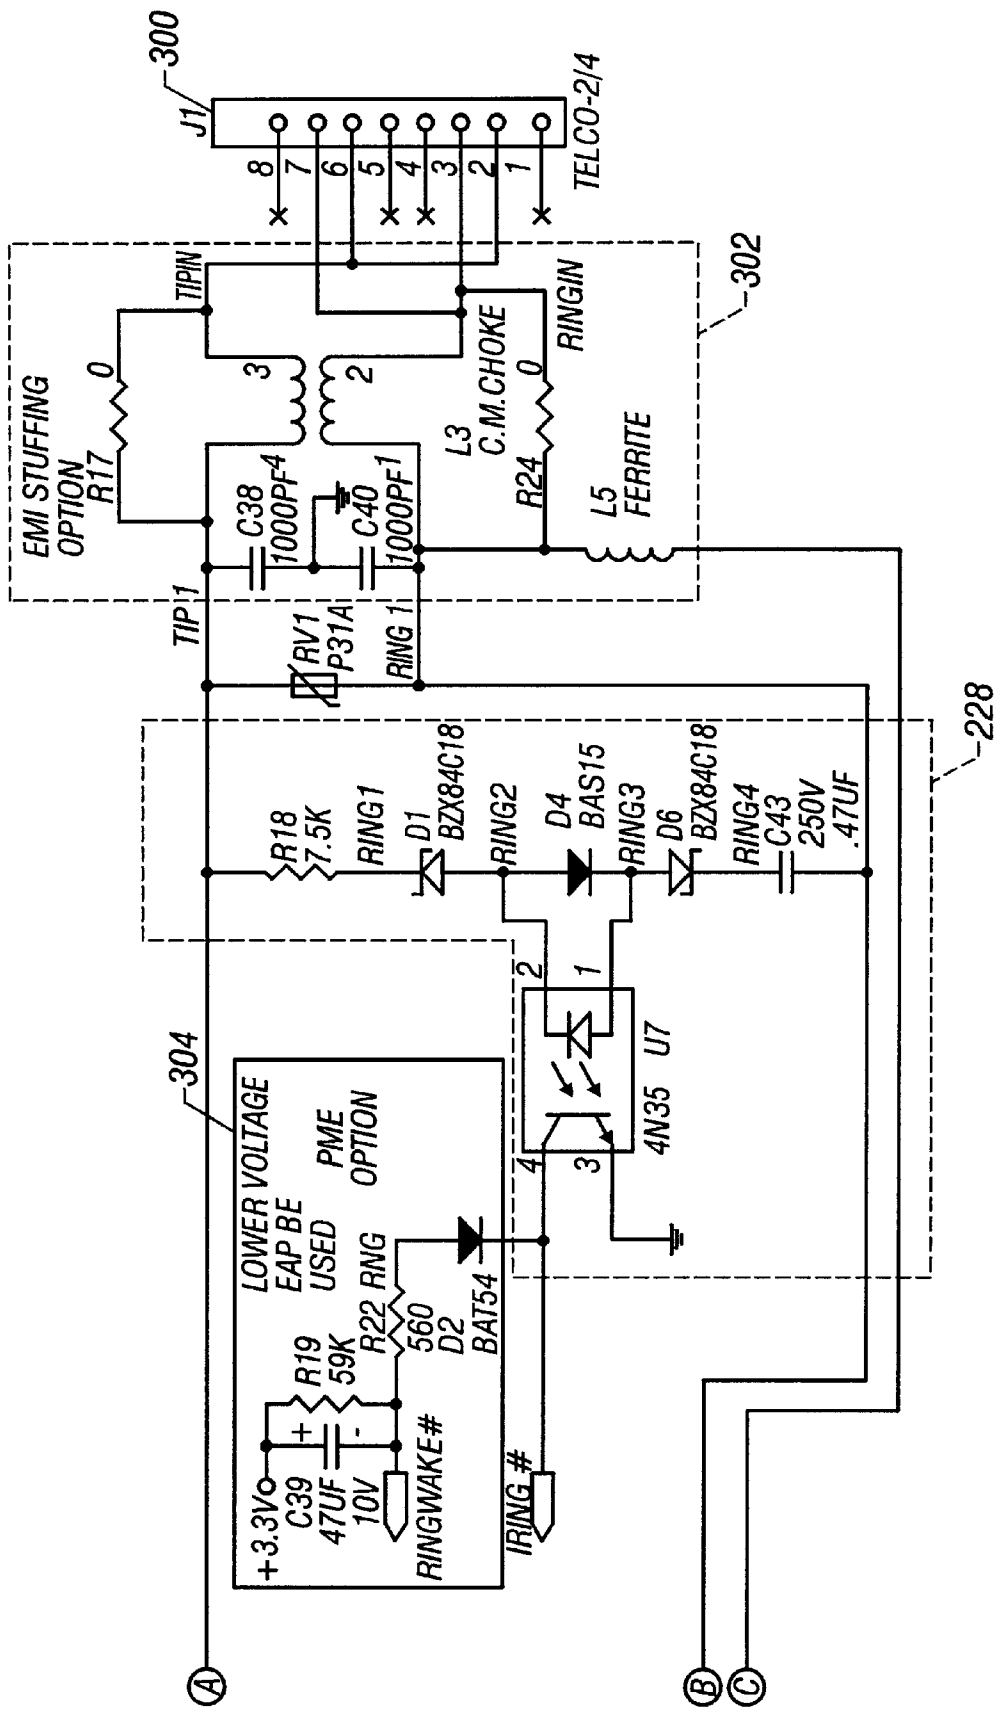 300
J1
8
7
6
5
4
3
2
1
TELCO-2/4
302
EMI STUFFING
OPTION
R17
0
TIPIN
3
2
L3
C.M.CHOKE
R24
0
RINGIN
L5
FERRITE
C38
1000PF
4
C40
1000PF
1
TIP 1
RV1
P31A
RING 1
228
R18
7.5K
RING1
D1
BZX84C18
RING2
D4
BAS15
RING3
D6
BZX84C18
RING4
C43
250V
.47UF
2
1
4
3
4N35
U7
304
LOWER VOLTAGE
EAP BE
USED
PME
OPTION
+3.3V
C39
47UF
10V
+
-
R19
59K
R22
560
RNG
D2
BAT54
RINGWAKE#
IRING #
A
B
C